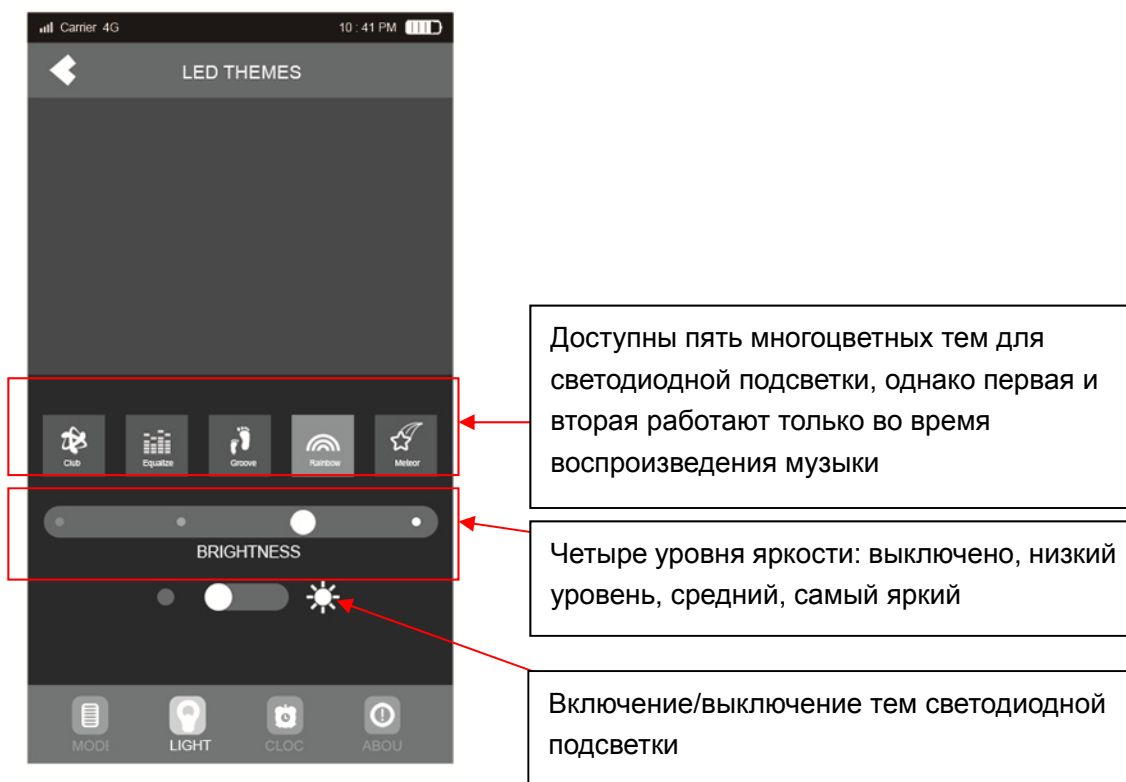 Carrier 4G 10 : 41 PM
LED THEMES
Доступны пять многоцветных тем для
светодиодной подсветки, однако первая и
вторая работают только во время
воспроизведения музыки
Club Equalize Groove Rainbow Meteor
BRIGHTNESS
Четыре уровня яркости: выключено, низкий
уровень, средний, самый яркий
Включение/выключение тем светодиодной
подсветки
MODI LIGHT CLOC ABOU